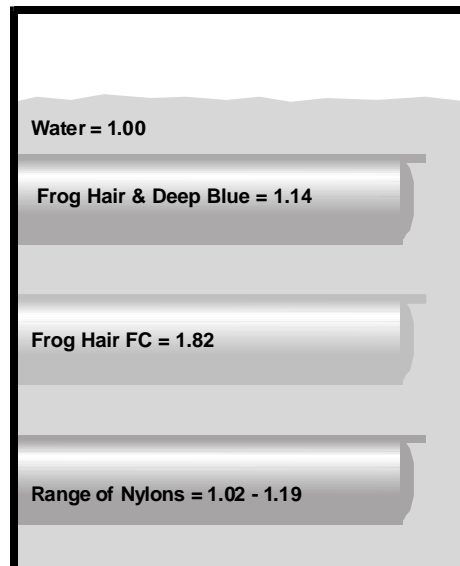 Water = 1.00
Frog Hair & Deep Blue = 1.14
Frog Hair FC = 1.82
Range of Nylons = 1.02 - 1.19